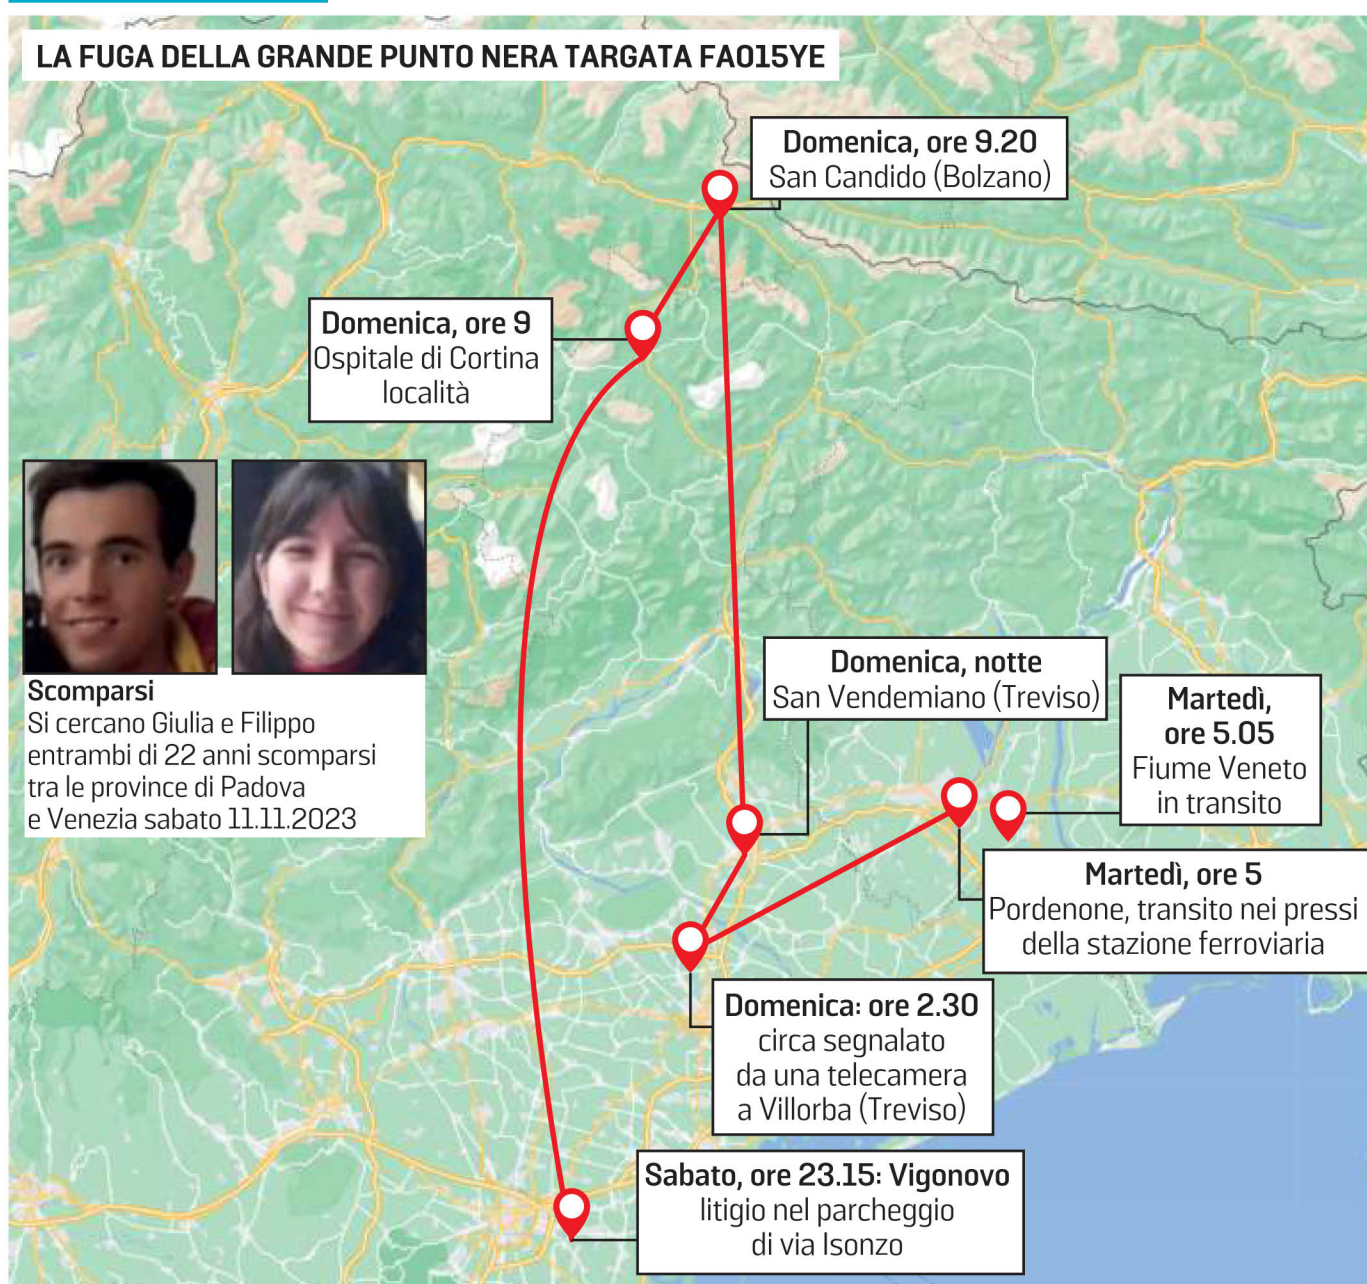 LA FUGA DELLA GRANDE PUNTO NERA TARGATA FA015YE
Domenica, ore 9.20
San Candido (Bolzano)
Domenica, ore 9
Ospitale di Cortina
località
Scomparsi
Si cercano Giulia e Filippo
entrambi di 22 anni scomparsi
tra le province di Padova
e Venezia sabato 11.11.2023
Domenica, notte
San Vendemiano (Treviso)
Martedì,
ore 5.05
Fiume Veneto
in transito
Martedì, ore 5
Pordenone, transito nei pressi
della stazione ferroviaria
Domenica: ore 2.30
circa segnalato
da una telecamera
a Villorba (Treviso)
Sabato, ore 23.15: Vigonovo
litigio nel parcheggio
di via Isonzo